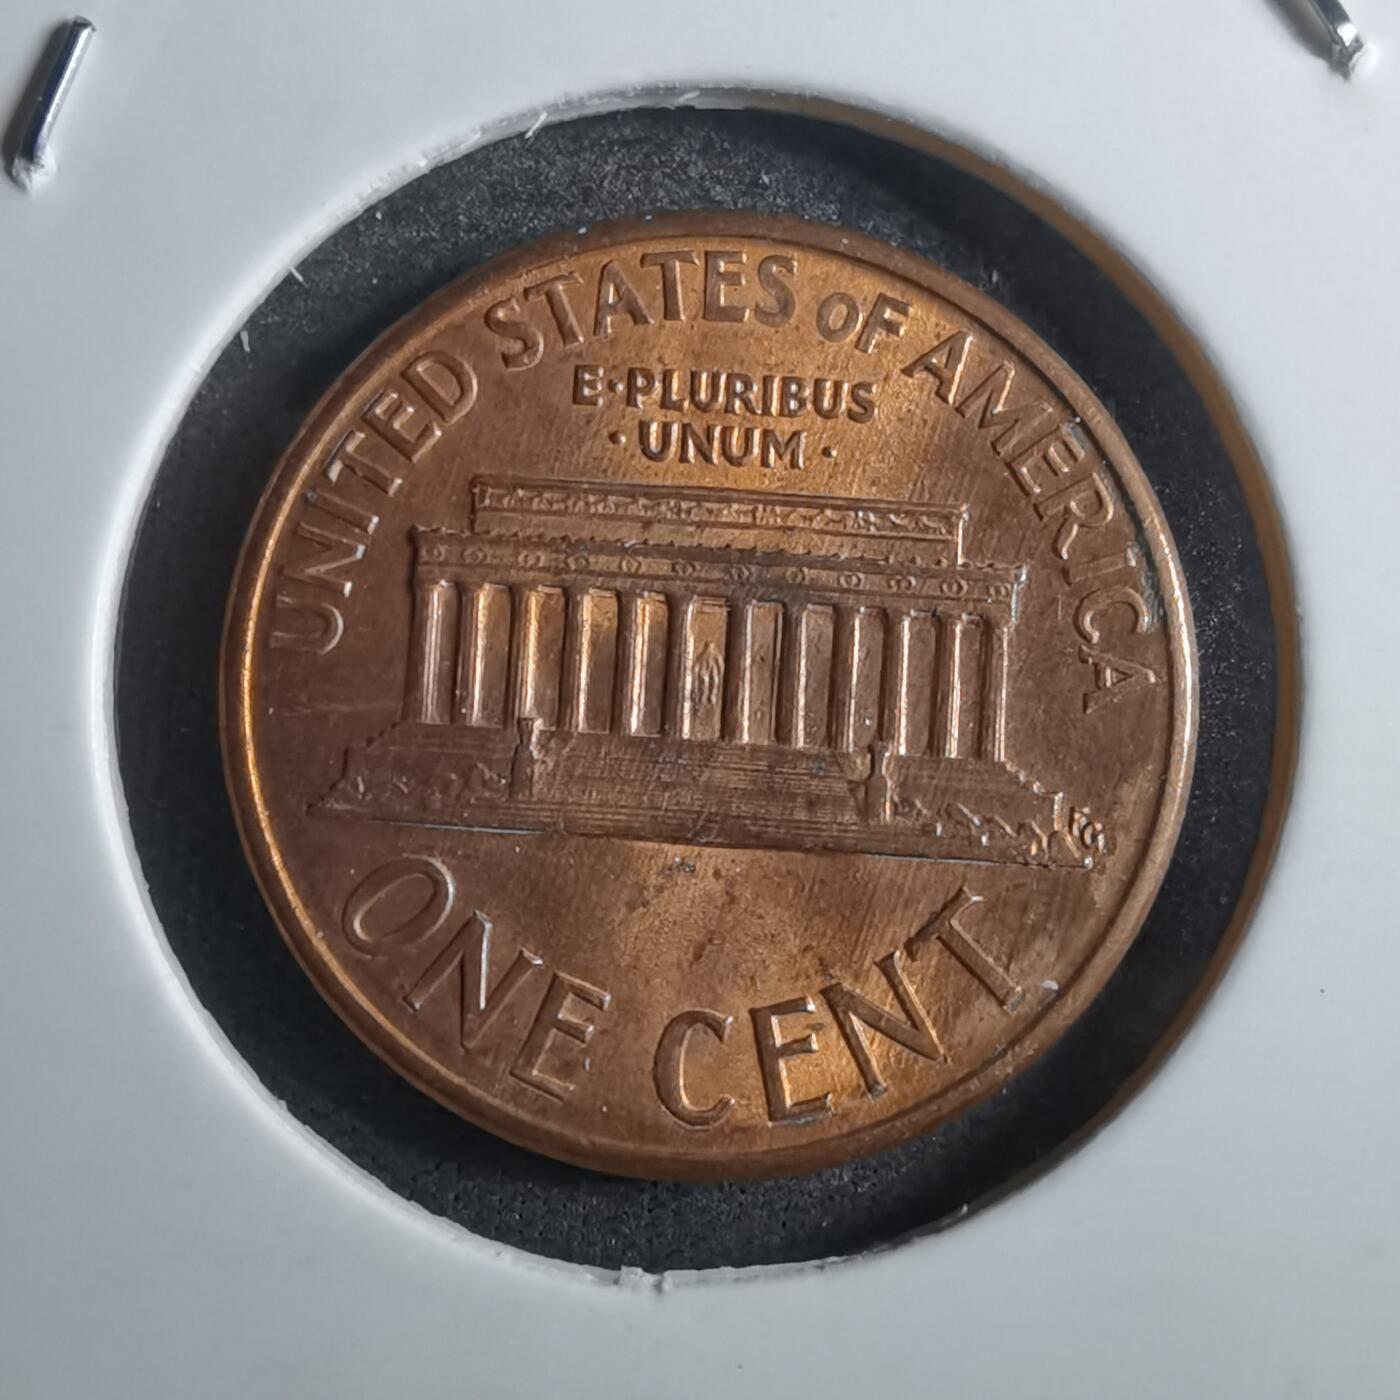 UNITED STATES OF AMERICA
E·PLURIBUS
·UNUM·
FG
ONE CENT